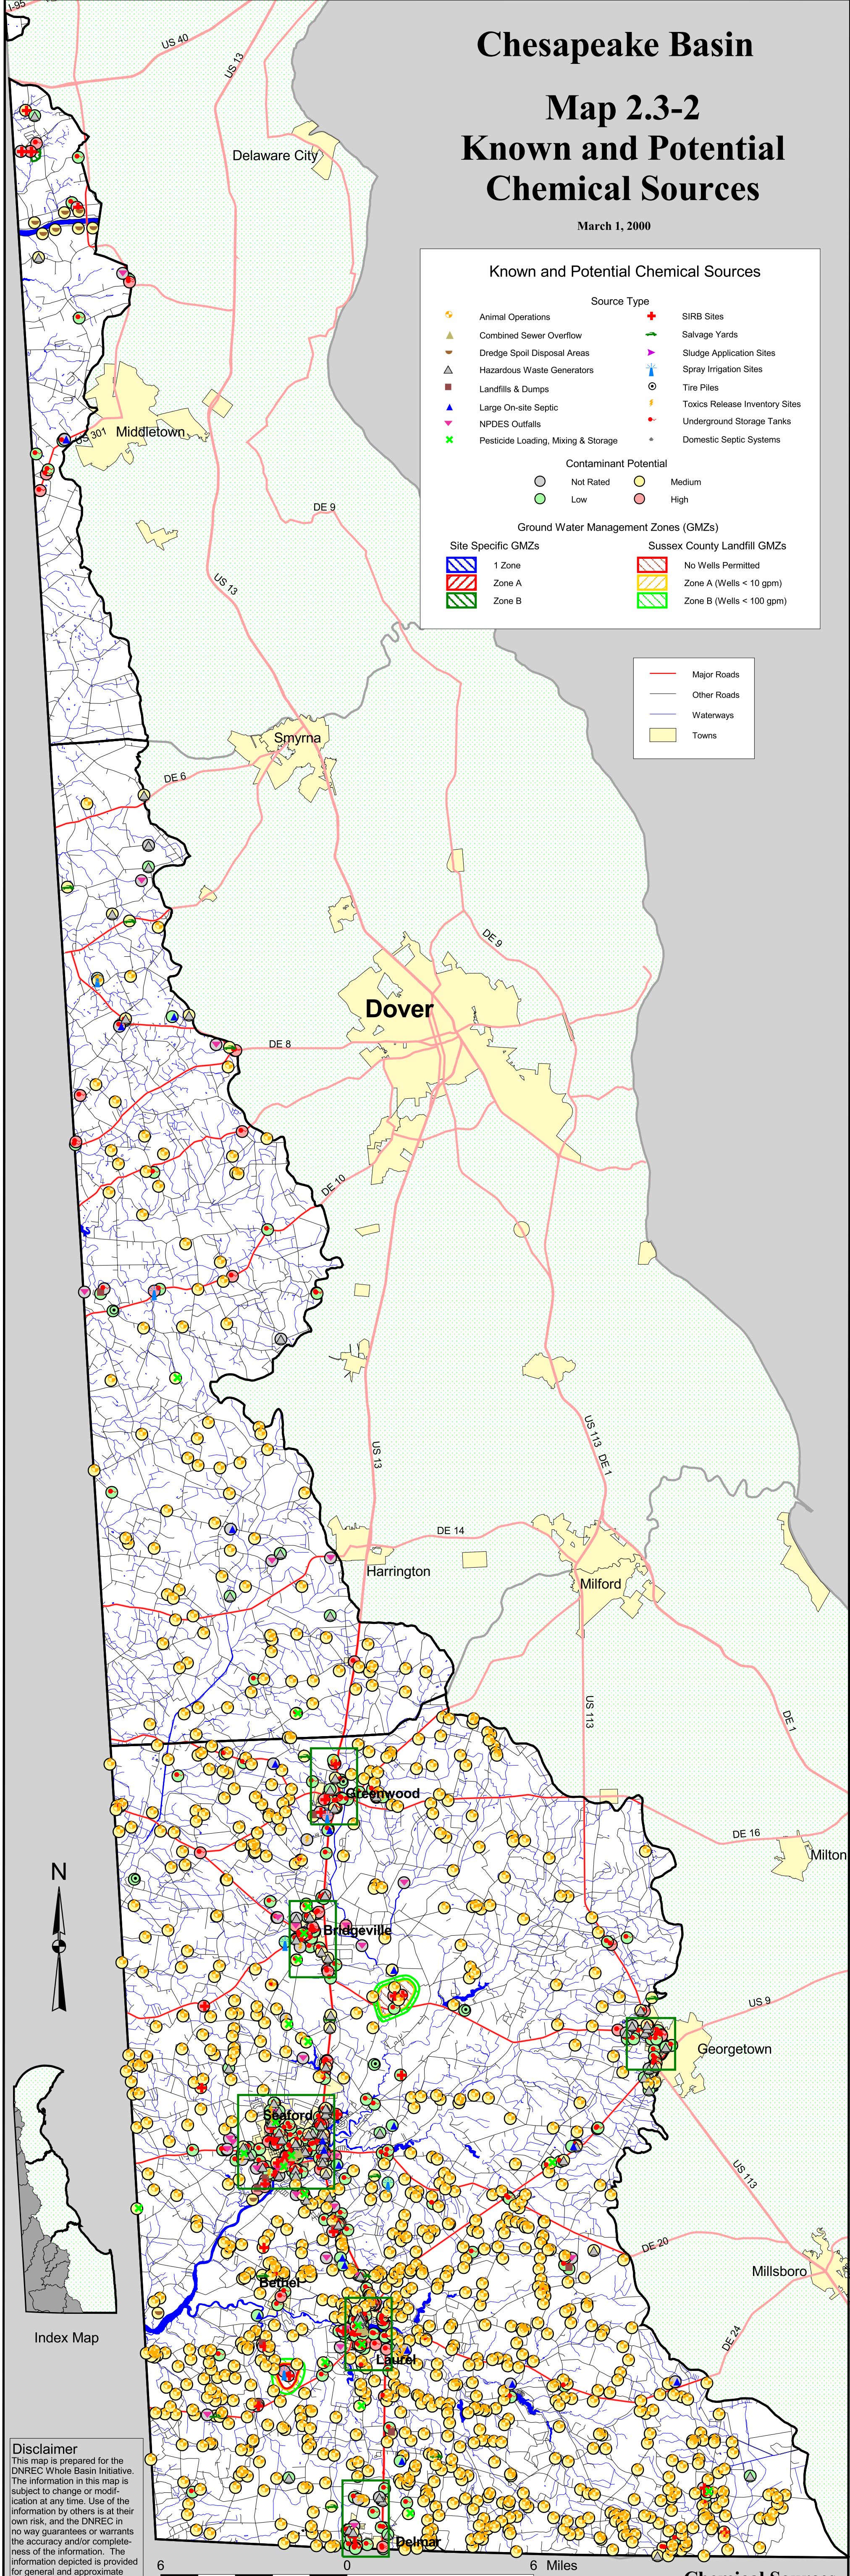 Chesapeake Basin
Map 2.3-2
Known and Potential
Chemical Sources
March 1, 2000
Known and Potential Chemical Sources
Source Type
Animal Operations
Combined Sewer Overflow
Dredge Spoil Disposal Areas
Hazardous Waste Generators
Landfills & Dumps
Large On-site Septic
NPDES Outfalls
Pesticide Loading, Mixing & Storage
SIRB Sites
Salvage Yards
Sludge Application Sites
Spray Irrigation Sites
Tire Piles
Toxics Release Inventory Sites
Underground Storage Tanks
Domestic Septic Systems
Contaminant Potential
Not Rated
Medium
Low
High
Ground Water Management Zones (GMZs)
Site Specific GMZs
1 Zone
Zone A
Zone B
Sussex County Landfill GMZs
No Wells Permitted
Zone A (Wells < 10 gpm)
Zone B (Wells < 100 gpm)
Major Roads
Other Roads
Waterways
Towns
I-95
US 40
US 13
Delaware City
US 301
Middletown
DE 9
US 13
Smyrna
DE 6
DE 9
Dover
DE 8
DE 10
US 13
US 113 DE 1
DE 14
Harrington
Milford
US 113
DE 1
Greenwood
DE 16
Milton
N
Bridgeville
US 9
Georgetown
Seaford
US 113
DE 20
Millsboro
Bethel
DE 24
Laurel
Delmar
Index Map
Disclaimer
This map is prepared for the
DNREC Whole Basin Initiative.
The information in this map is
subject to change or modif-
ication at any time. Use of the
information by others is at their
own risk, and the DNREC in
no way guarantees or warrants
the accuracy and/or complete-
ness of the information. The
information depicted is provided
for general and approximate
6 0 6 Miles